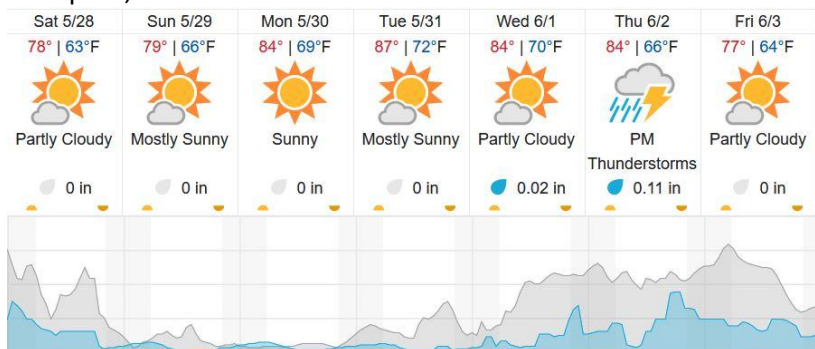 Sat 5/28 Sun 5/29 Mon 5/30 Tue 5/31 Wed 6/1 Thu 6/2 Fri 6/3
78° | 63°F 79° | 66°F 84° | 69°F 87° | 72°F 84° | 70°F 84° | 66°F 77° | 64°F
Partly Cloudy Mostly Sunny Sunny Mostly Sunny Partly Cloudy PM Partly Cloudy
Thunderstorms
0 in 0 in 0 in 0 in 0.02 in 0.11 in 0 in